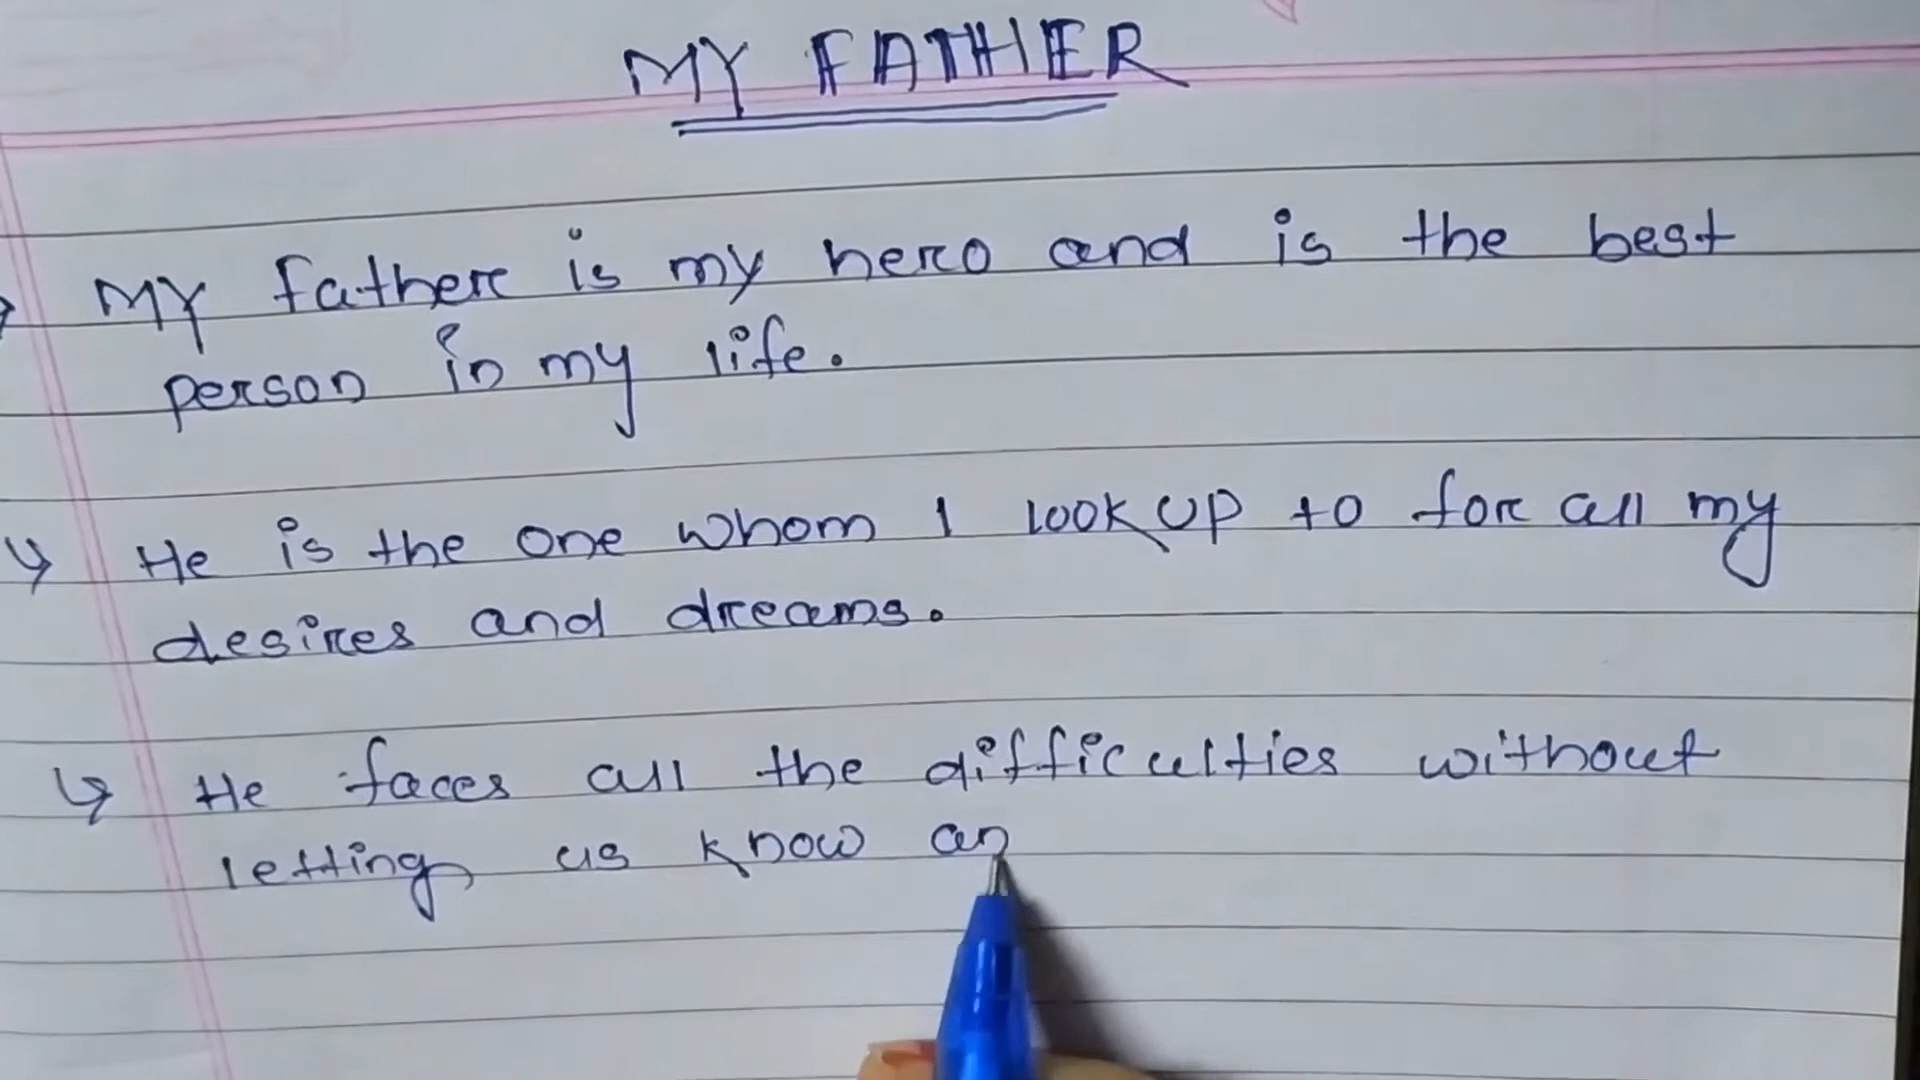 MY FATHER
My father is my hero and is the best
person in my life.
He is the one whom I look up to for all my
desires and dreams.
He faces all the difficulties without
letting us know an